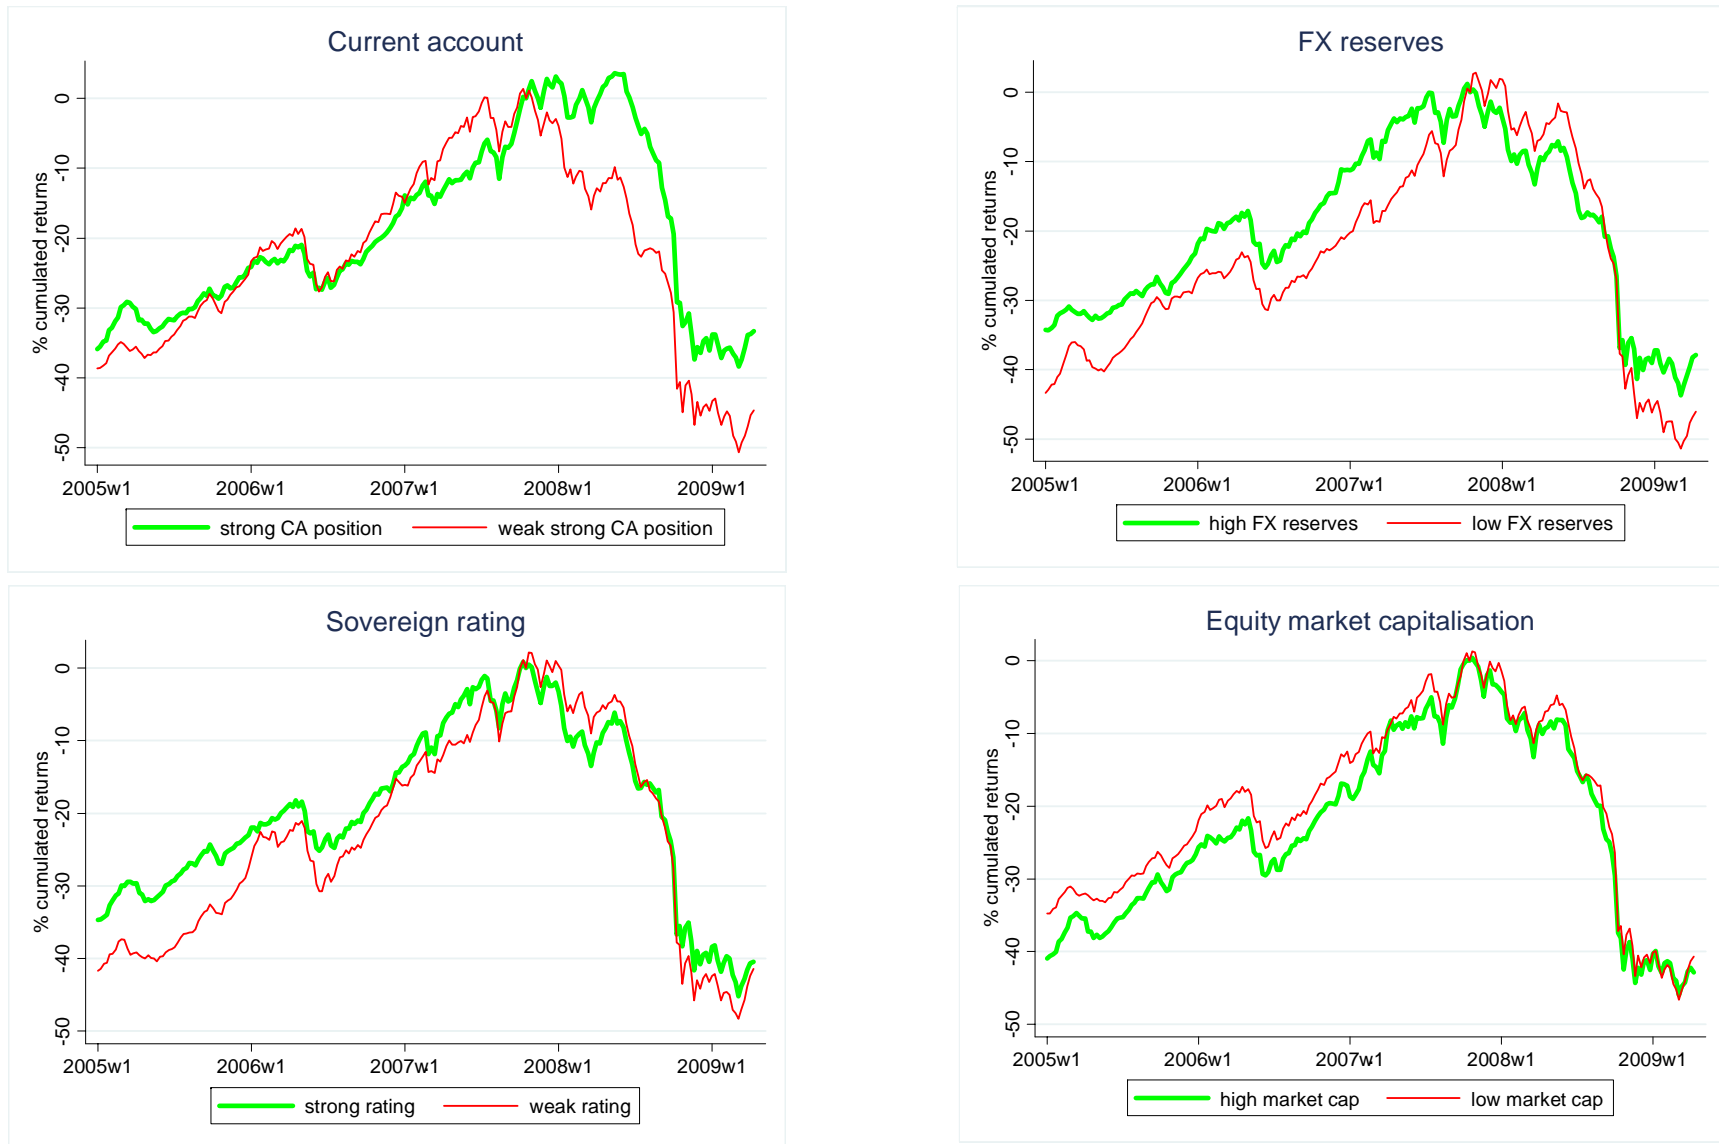 Current account
% cumulated returns
0
-10
-20
-30
-40
-50
2005w1 2006w1 2007w1 2008w1 2009w1
strong CA position weak strong CA position
FX reserves
% cumulated returns
0
-10
-20
-30
-40
-50
2005w1 2006w1 2007w1 2008w1 2009w1
high FX reserves low FX reserves
Sovereign rating
% cumulated returns
0
-10
-20
-30
-40
-50
2005w1 2006w1 2007w1 2008w1 2009w1
strong rating weak rating
Equity market capitalisation
% cumulated returns
0
-10
-20
-30
-40
-50
2005w1 2006w1 2007w1 2008w1 2009w1
high market cap low market cap